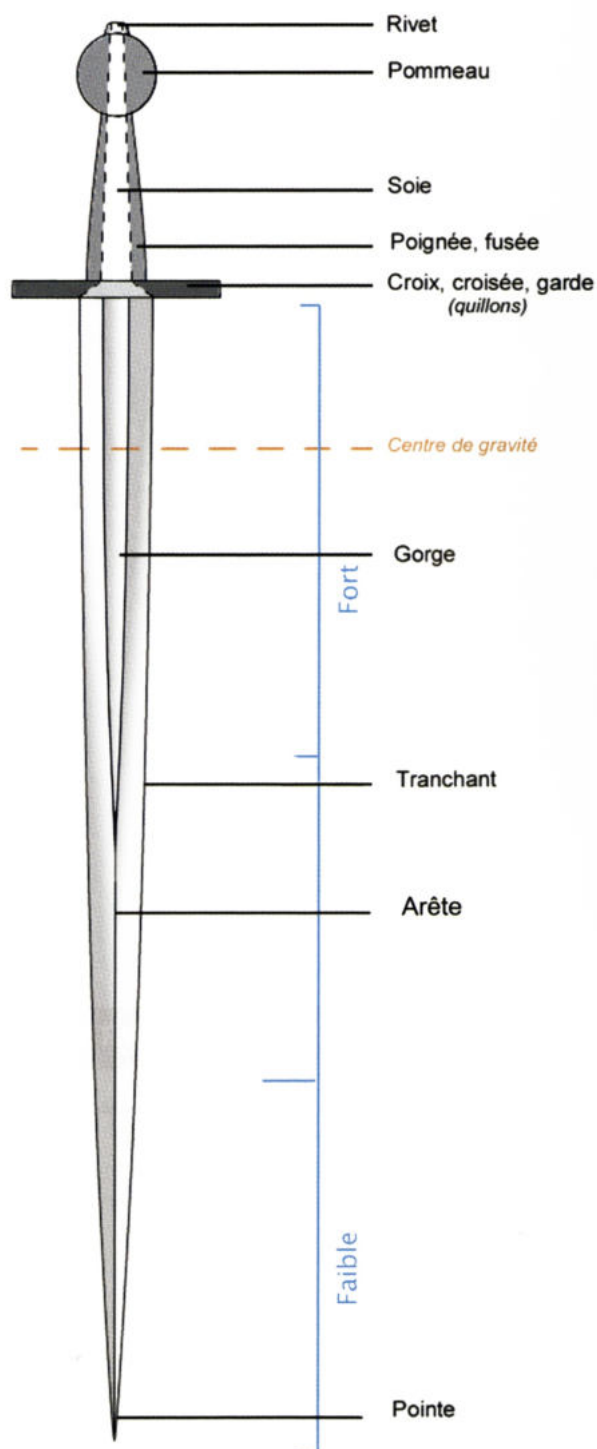 Rivet
Pommeau
Soie
Poignée, fusée
Croix, croisée, garde
(quillons)
Centre de gravité
Gorge
Fort
Tranchant
Arête
Faible
Pointe